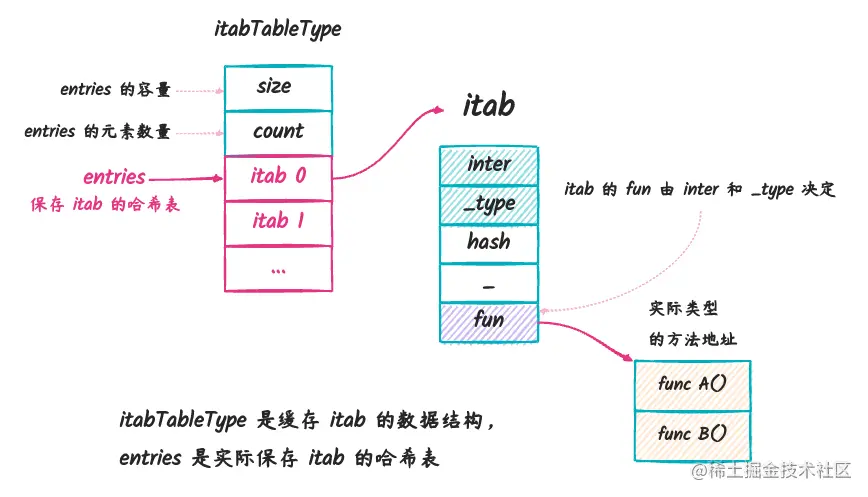 itabTableType
entries 的容量
size
entries 的元素数量
count
entries
保存 itab 的哈希表
itab 0
itab 1
...
itab
inter
_type
hash
_
fun
itab 的 fun 由 inter 和 _type 决定
实际类型
的方法地址
func A()
func B()
itabTableType 是缓存 itab 的数据结构，
entries 是实际保存 itab 的哈希表
@稀土掘金技术社区